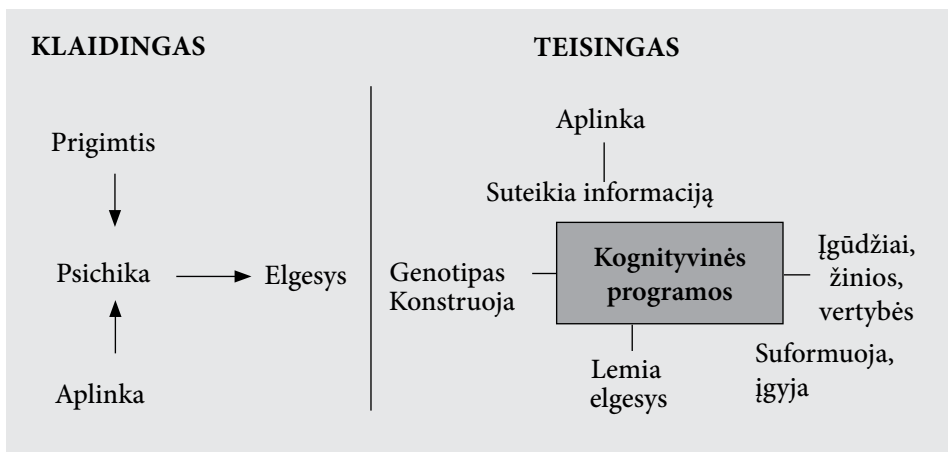 KLAIDINGAS
Prigimtis
Psichika
Elgesys
Aplinka
TEISINGAS
Aplinka
Suteikia informaciją
Genotipas
Konstruoja
Kognityvinės
programos
Įgūdžiai,
žinios,
vertybės
Suformuoja,
įgyja
Lemia
elgesys